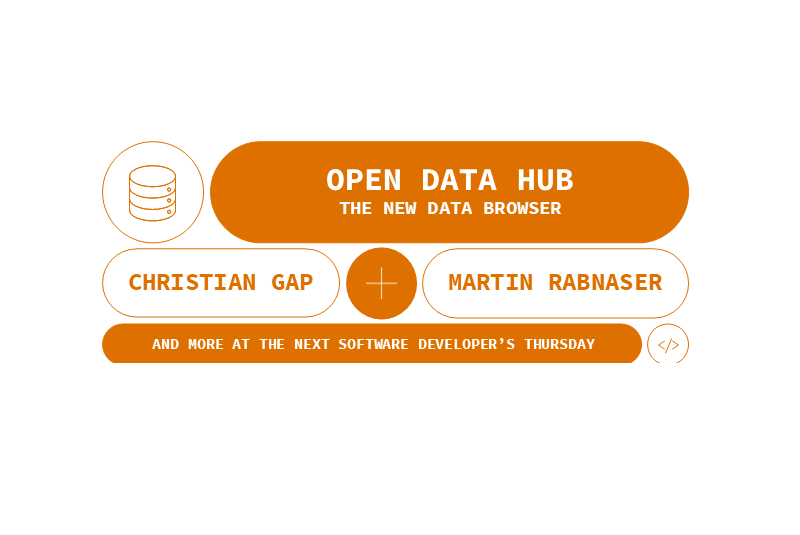 OPEN DATA HUB
THE NEW DATA BROWSER
CHRISTIAN GAP
MARTIN RABNASER
AND MORE AT THE NEXT SOFTWARE DEVELOPER’S THURSDAY
</>